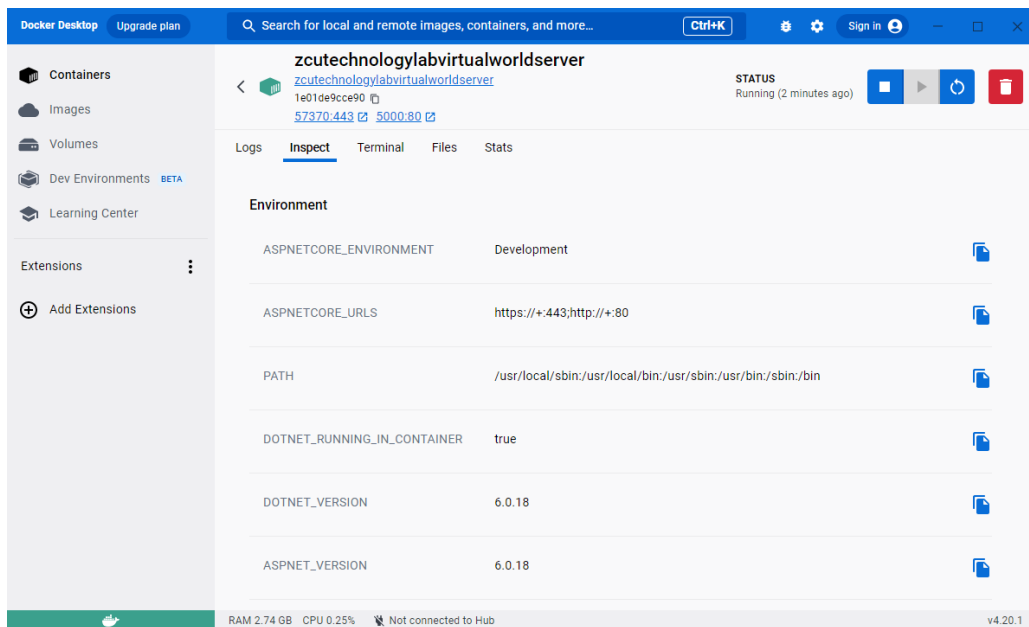 Docker Desktop Upgrade plan Search for local and remote images, containers, and more... Ctrl+K Sign in
Containers
Images
Volumes
Dev Environments BETA
Learning Center
Extensions
Add Extensions
zcutechnologylabvirtualworldserver
zcutechnologylabvirtualworldserver
1e01de9cce90
57370:443 5000:80
STATUS
Running (2 minutes ago)
Logs Inspect Terminal Files Stats
Environment
ASPNETCORE_ENVIRONMENT Development
ASPNETCORE_URLS https://+:443;http://+:80
PATH /usr/local/sbin:/usr/local/bin:/usr/sbin:/usr/bin:/sbin:/bin
DOTNET_RUNNING_IN_CONTAINER true
DOTNET_VERSION 6.0.18
ASPNET_VERSION 6.0.18
RAM 2.74 GB CPU 0.25% Not connected to Hub v4.20.1